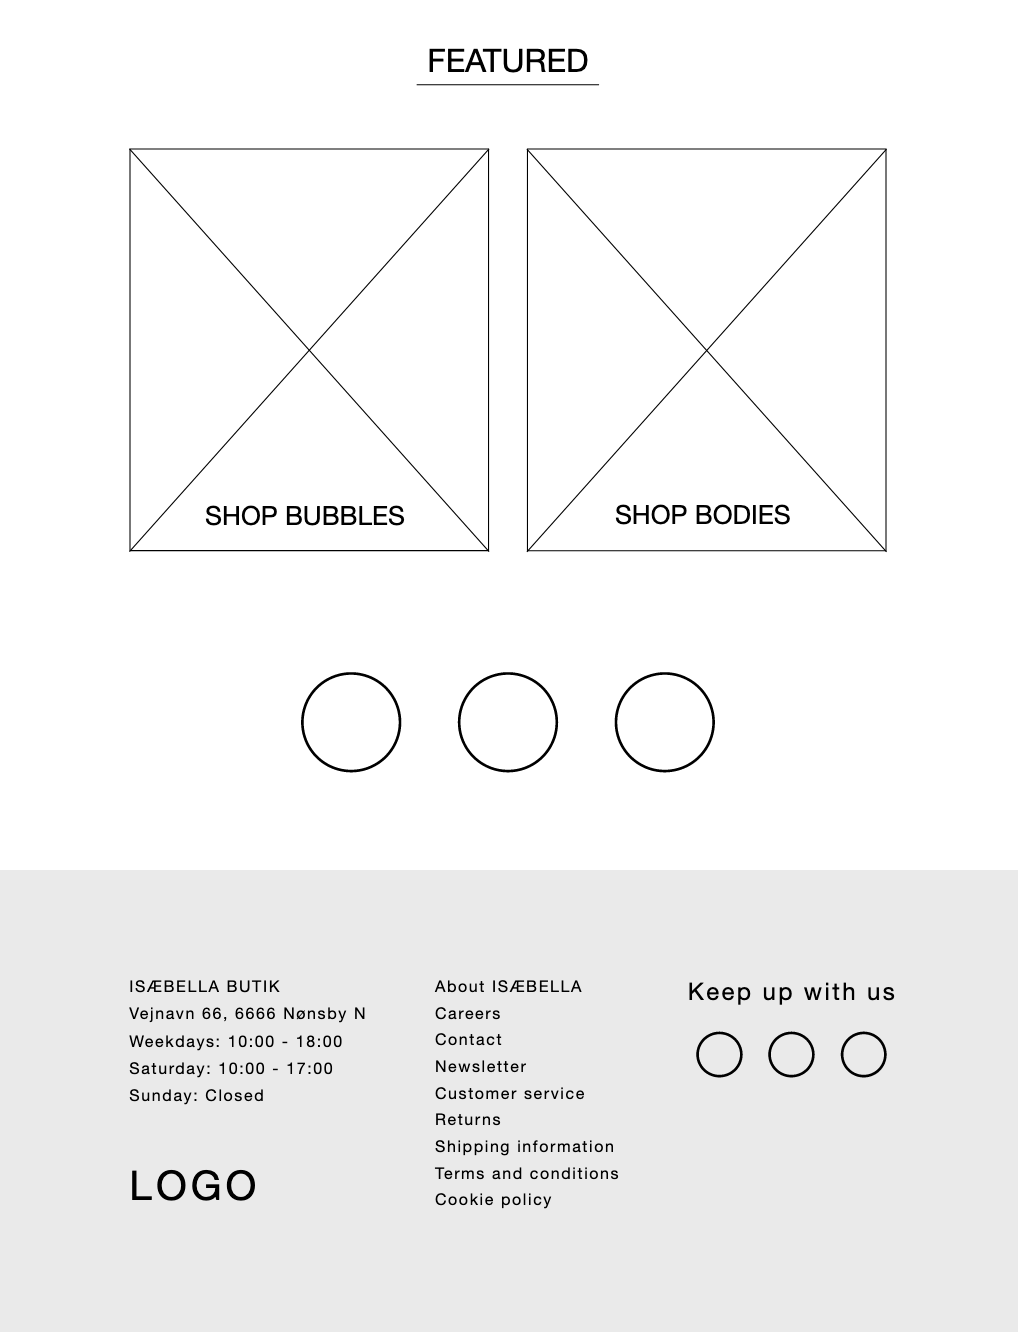 FEATURED
SHOP BUBBLES
SHOP BODIES
ISÆBELLA BUTIK
Vejnavn 66, 6666 Nønsby N
Weekdays: 10:00 - 18:00
Saturday: 10:00 - 17:00
Sunday: Closed
LOGO
About ISÆBELLA
Careers
Contact
Newsletter
Customer service
Returns
Shipping information
Terms and conditions
Cookie policy
Keep up with us